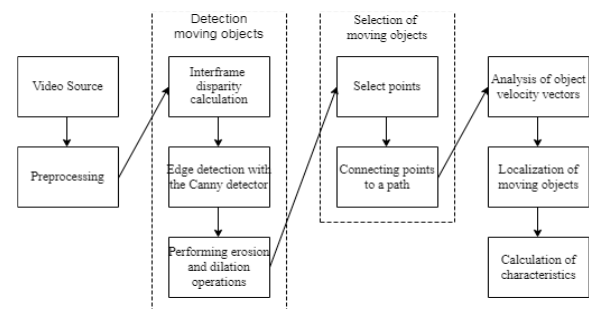 Detection
moving objects
Selection of
moving objects
Video Source
Preprocessing
Interframe
disparity
calculation
Edge detection with
the Canny detector
Performing erosion
and dilation
operations
Select points
Connecting points
to a path
Analysis of object
velocity vectors
Localization of
moving objects
Calculation of
characteristics